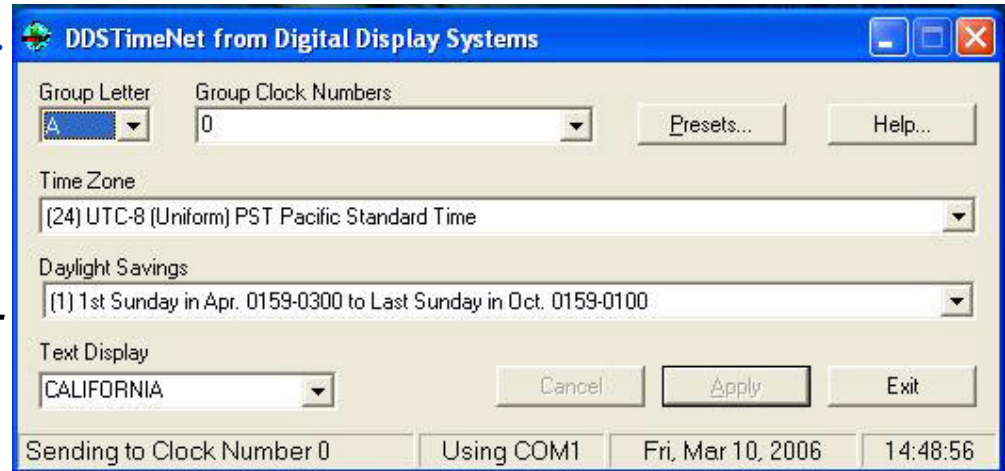 DDSTimeNet from Digital Display Systems
Group Letter Group Clock Numbers
A 0 Presets... Help...
Time Zone
(24) UTC-8 (Uniform) PST Pacific Standard Time
Daylight Savings
(1) 1st Sunday in Apr. 0159-0300 to Last Sunday in Oct. 0159-0100
Text Display
CALIFORNIA Cancel Apply Exit
Sending to Clock Number 0 Using COM1 Fri, Mar 10, 2006 14:48:56